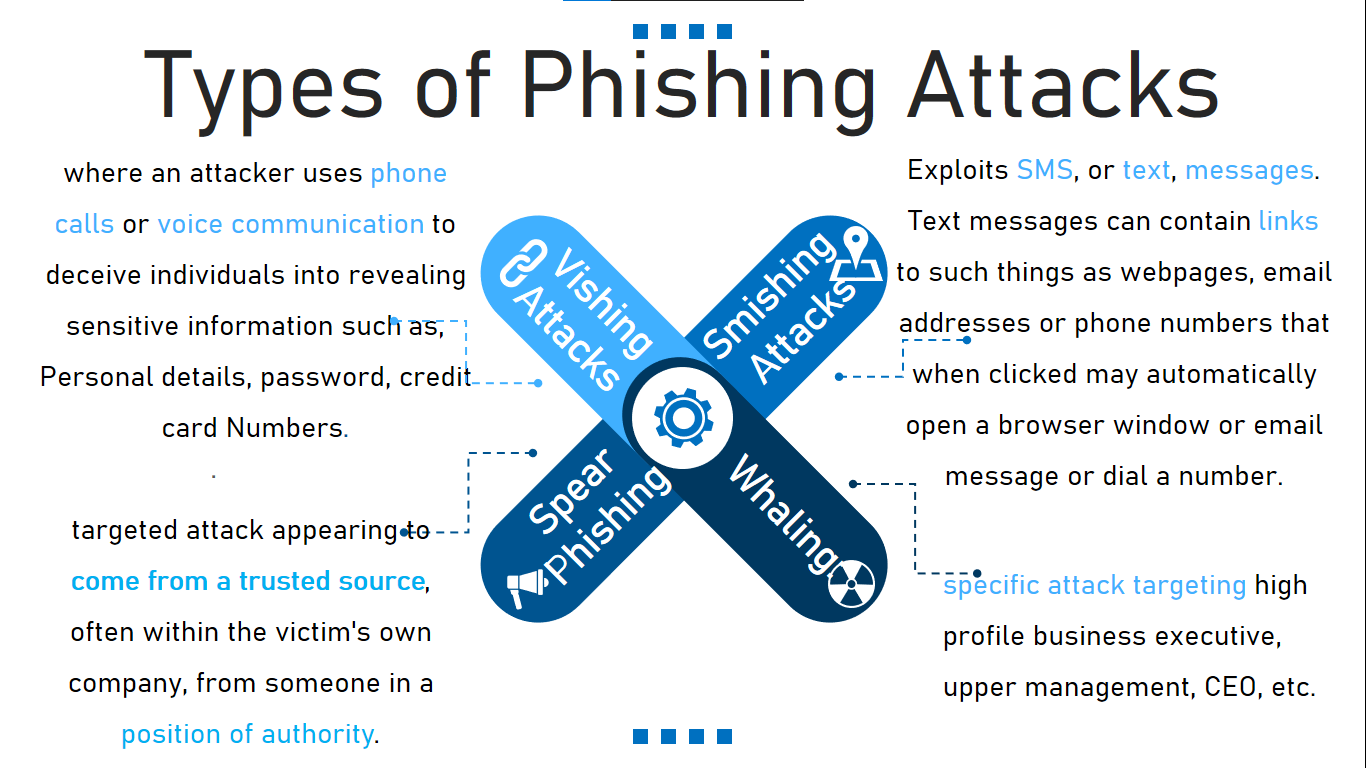 Types of Phishing Attacks
where an attacker uses phone
calls or voice communication to
deceive individuals into revealing
sensitive information such as,
Personal details, password, credit
card Numbers.
.
Vishing
Attacks
Smishing
Attacks
Exploits SMS, or text, messages.
Text messages can contain links
to such things as webpages, email
addresses or phone numbers that
when clicked may automatically
open a browser window or email
message or dial a number.
targeted attack appearing to
come from a trusted source,
often within the victim's own
company, from someone in a
position of authority.
Spear
Phishing
Whaling
specific attack targeting high
profile business executive,
upper management, CEO, etc.